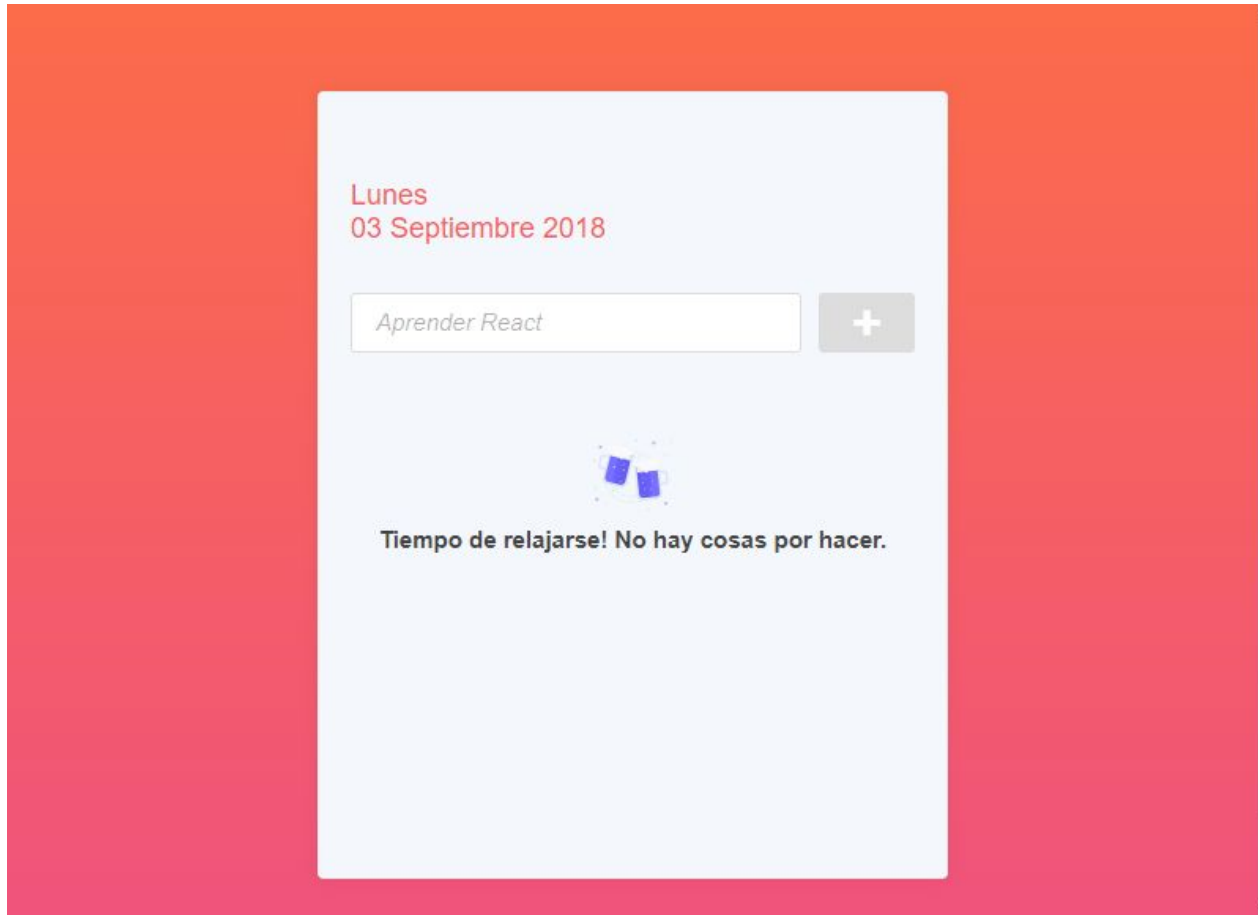 Lunes
03 Septiembre 2018
Aprender React
Tiempo de relajarse! No hay cosas por hacer.